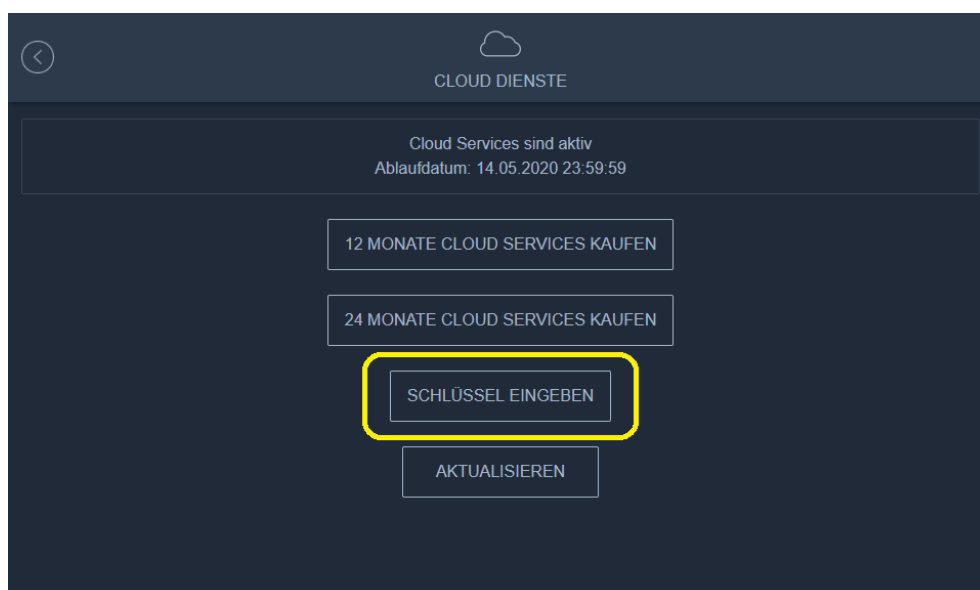 CLOUD DIENSTE
Cloud Services sind aktiv
Ablaufdatum: 14.05.2020 23:59:59
12 MONATE CLOUD SERVICES KAUFEN
24 MONATE CLOUD SERVICES KAUFEN
SCHLÜSSEL EINGEBEN
AKTUALISIEREN